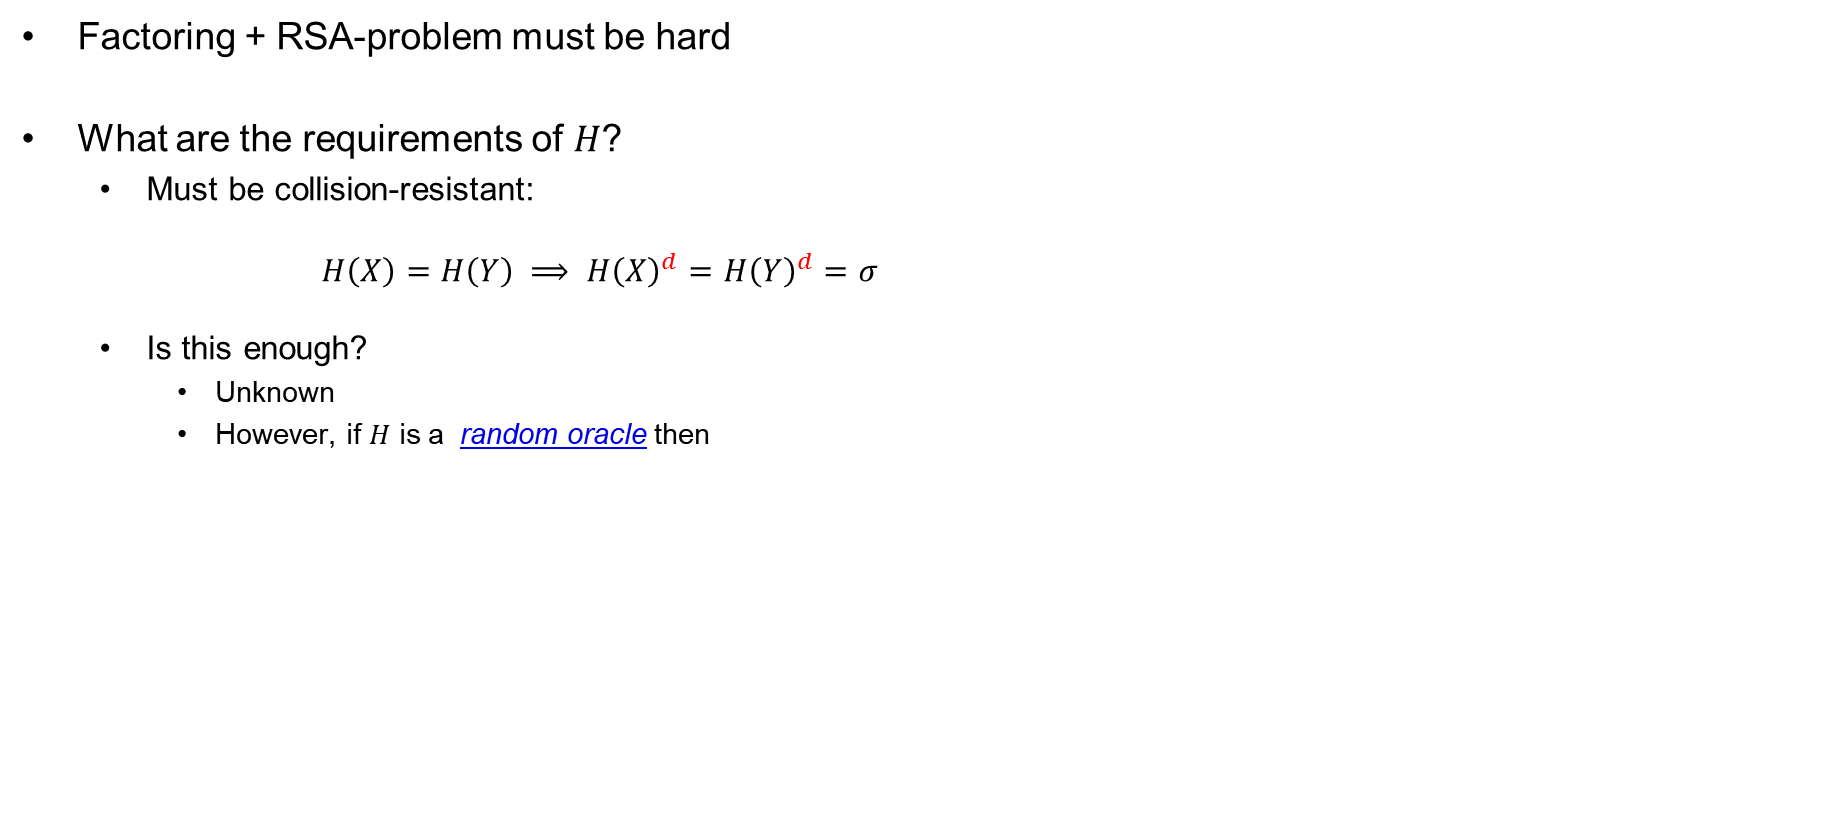 • Factoring + RSA-problem must be hard
• What are the requirements of H?
• Must be collision-resistant:
H(X) = H(Y) ⟹ H(X)^d = H(Y)^d = σ
• Is this enough?
• Unknown
• However, if H is a random oracle then